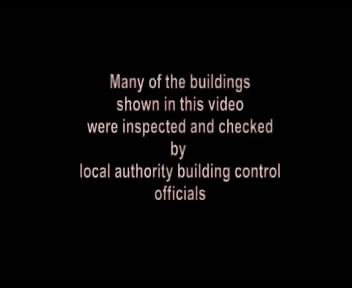 Many of the buildings
shown in this video
were inspected and checked
by
local authority building control
officials